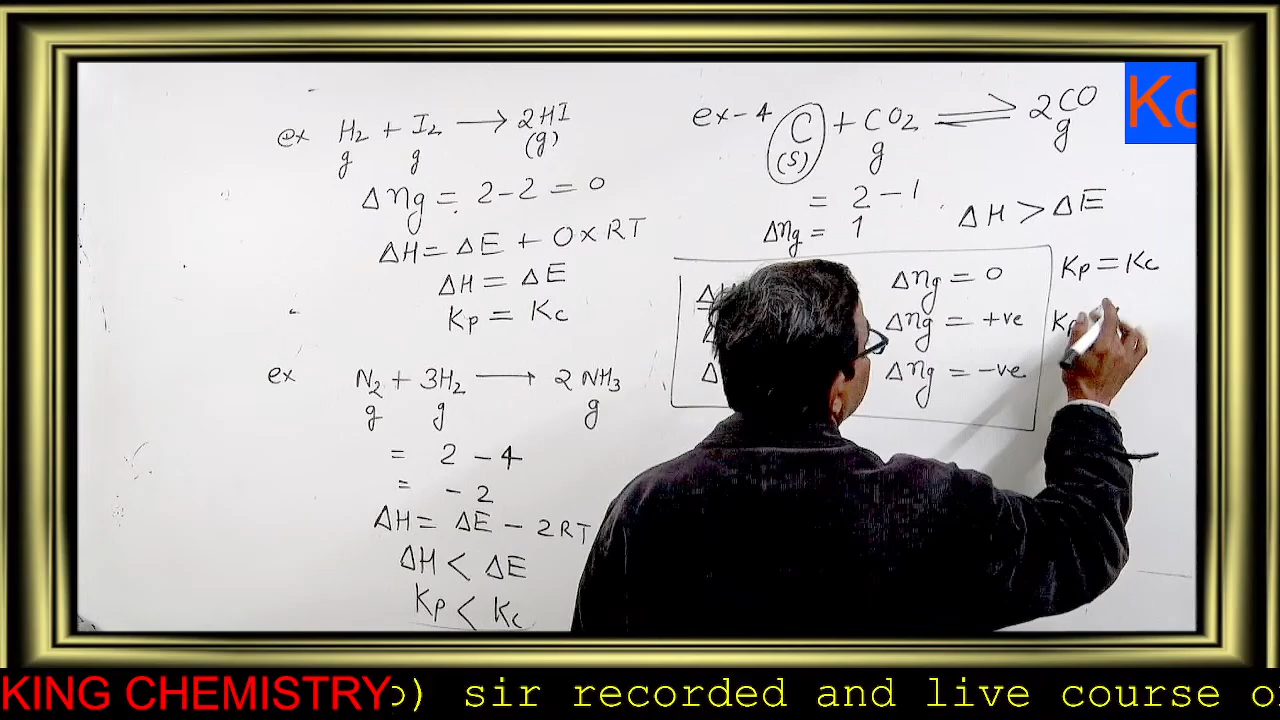 ex H₂ + I₂ ⟶ 2HI
g g (g)
Δng = 2-2 = 0
ΔH = ΔE + 0×RT
ΔH = ΔE
Kp = Kc
ex N₂ + 3H₂ ⟶ 2 NH₃
g g g
= 2 - 4
= - 2
ΔH = ΔE - 2RT
ΔH < ΔE
Kp < Kc
ex-4 C + CO₂ ⇌ 2CO
(s) g g
= 2 - 1
Δng = 1
ΔH > ΔE
Δng = 0 Kp = Kc
Δng = +ve
Δng = -ve
KING CHEMISTRY
sir recorded and live course